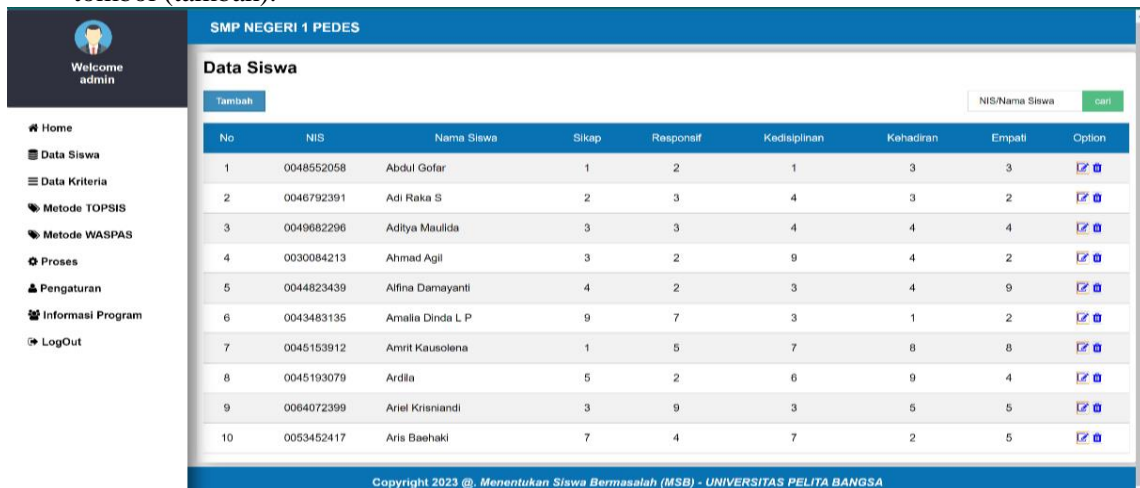 tombol (tambah).
SMP NEGERI 1 PEDES
Welcome
admin
Home
Data Siswa
Data Kriteria
Metode TOPSIS
Metode WASPAS
Proses
Pengaturan
Informasi Program
LogOut
Data Siswa
Tambah
NIS/Nama Siswa cari
No NIS Nama Siswa Sikap Responsif Kedisiplinan Kehadiran Empati Option
1 0048552058 Abdul Gofar 1 2 1 3 3
2 0046792391 Adi Raka S 2 3 4 3 2
3 0049682296 Aditya Maulida 3 3 4 4 4
4 0030084213 Ahmad Agil 3 2 9 4 2
5 0044823439 Alfina Damayanti 4 2 3 4 9
6 0043483135 Amalia Dinda L P 9 7 3 1 2
7 0045153912 Amrit Kausolena 1 5 7 8 8
8 0045193079 Ardila 5 2 6 9 4
9 0064072399 Ariel Krisniandi 3 9 3 5 5
10 0053452417 Aris Baehaki 7 4 7 2 5
Copyright 2023 @. Menentukan Siswa Bermasalah (MSB) - UNIVERSITAS PELITA BANGSA